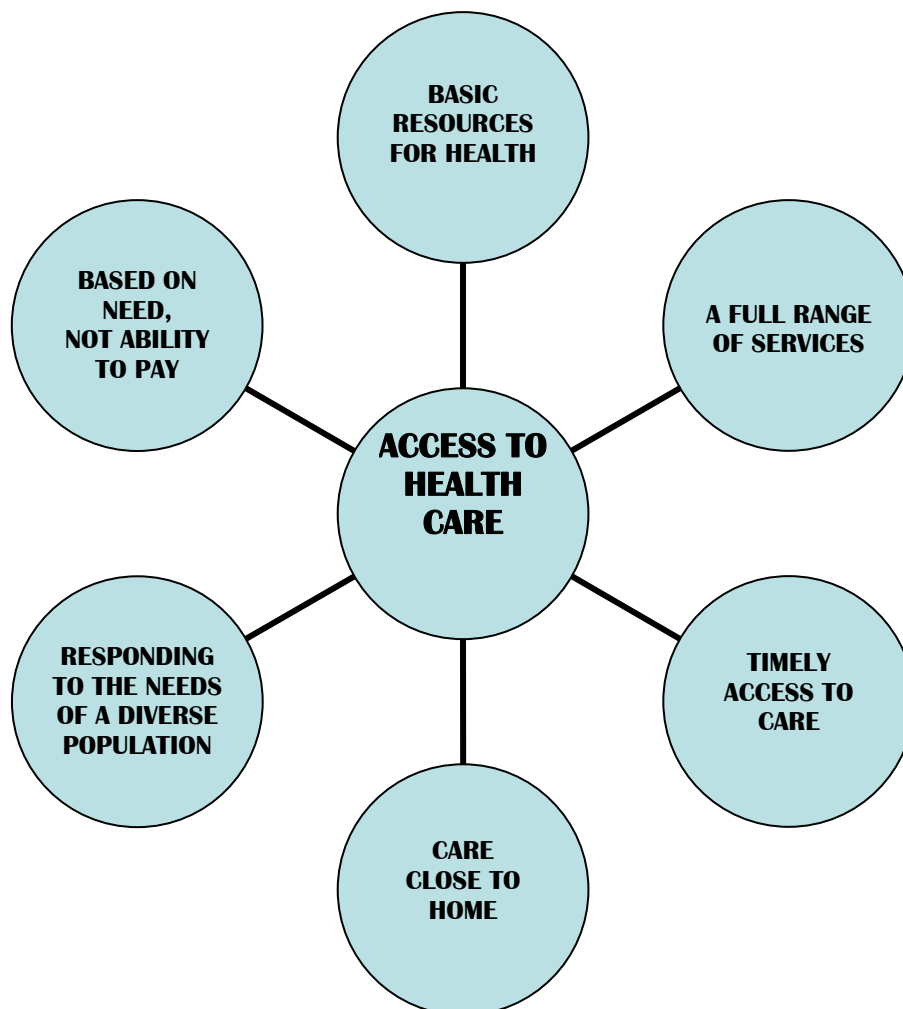 BASIC
RESOURCES
FOR HEALTH
BASED ON
NEED,
NOT ABILITY
TO PAY
A FULL RANGE
OF SERVICES
ACCESS TO
HEALTH
CARE
RESPONDING
TO THE NEEDS
OF A DIVERSE
POPULATION
TIMELY
ACCESS TO
CARE
CARE
CLOSE TO
HOME